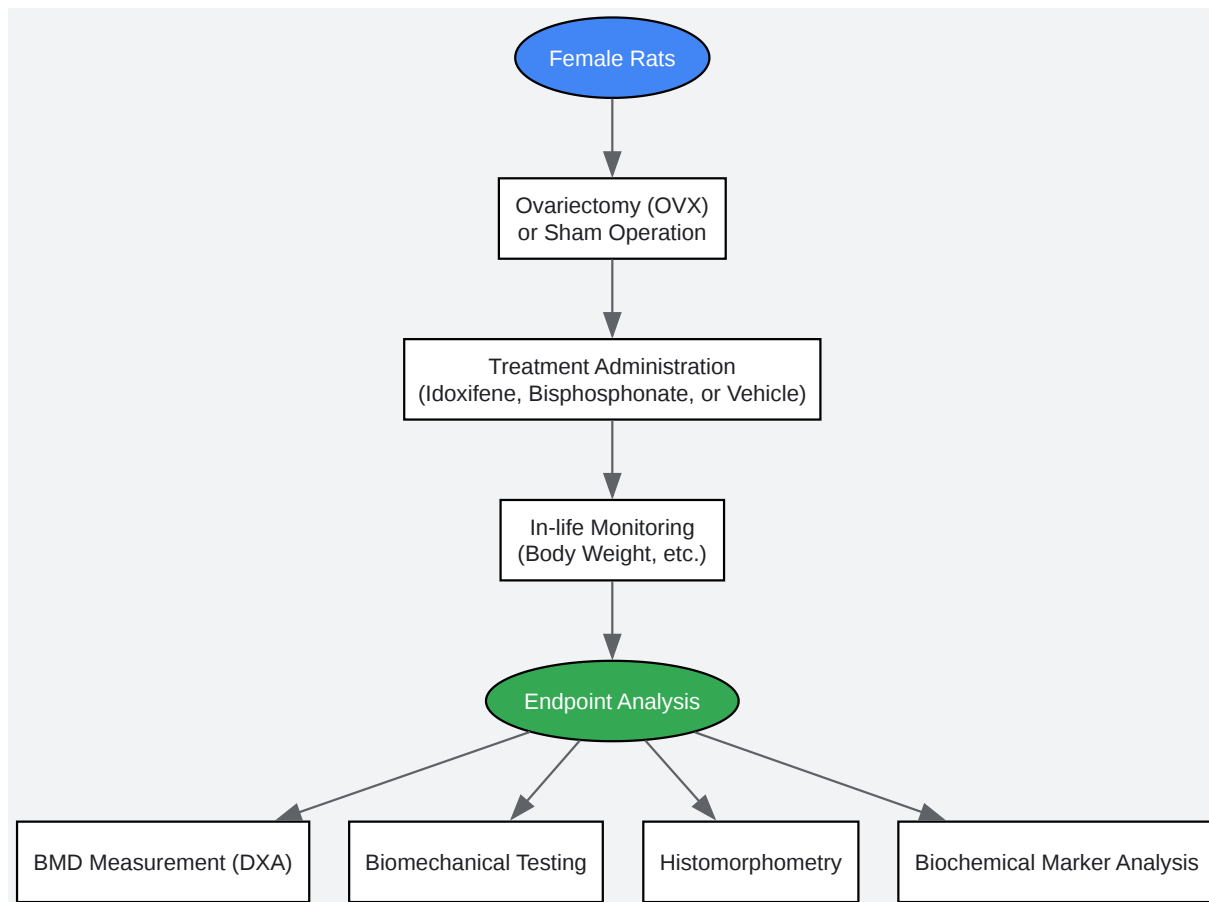 Female Rats
Ovariectomy (OVX)
or Sham Operation
Treatment Administration
(Idoxifene, Bisphosphonate, or Vehicle)
In-life Monitoring
(Body Weight, etc.)
Endpoint Analysis
BMD Measurement (DXA)
Biomechanical Testing
Histomorphometry
Biochemical Marker Analysis